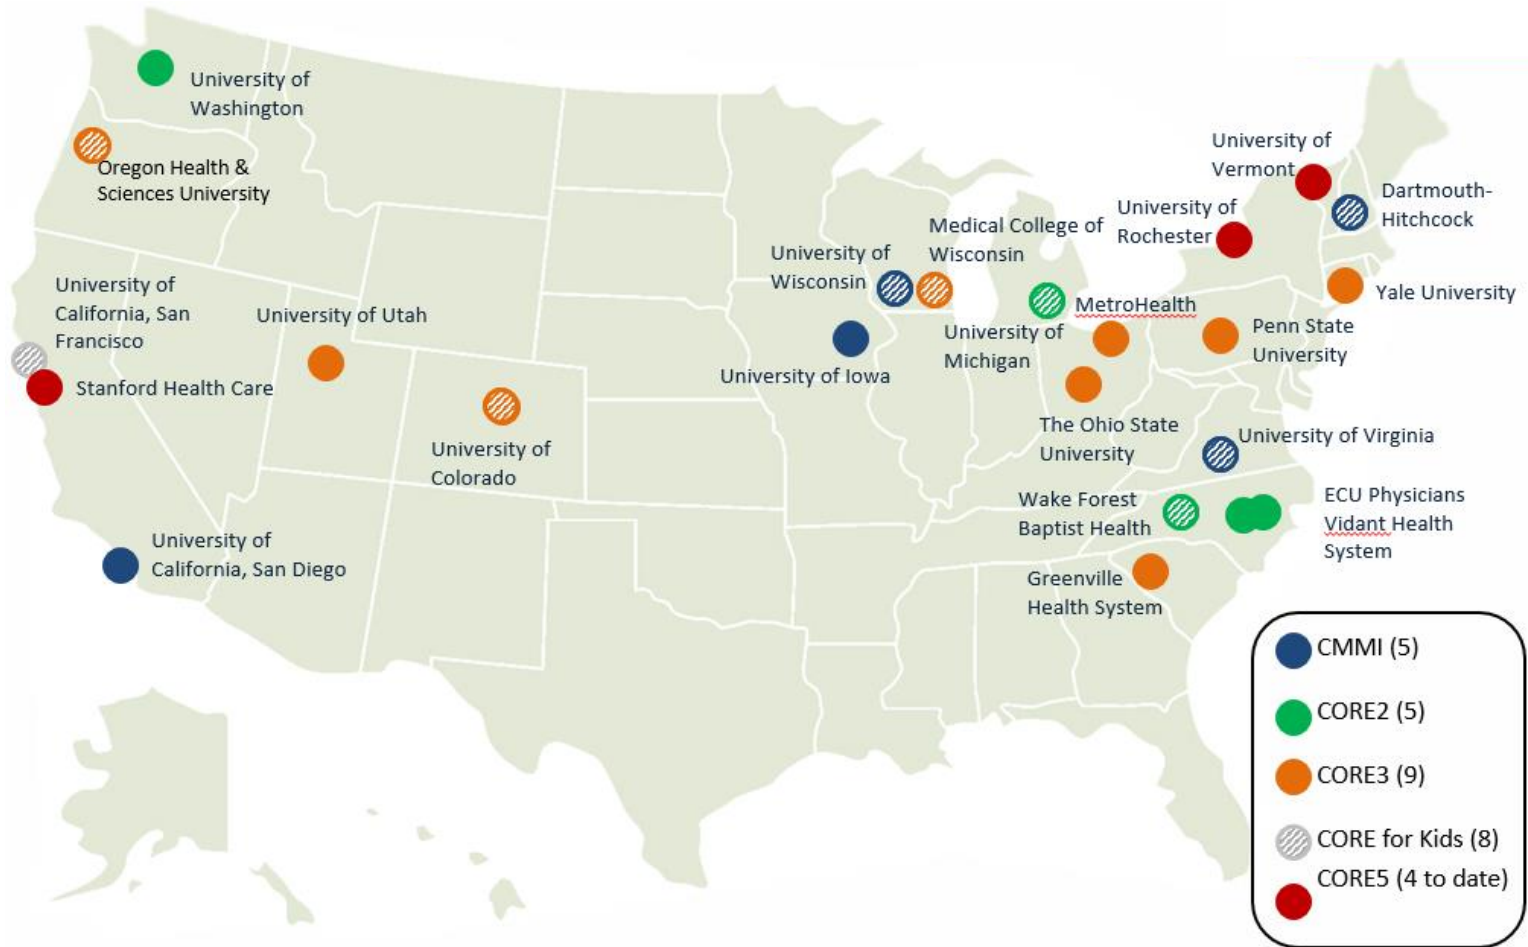 University of
Washington
Oregon Health &
Sciences University
University of
California, San
Francisco
Stanford Health Care
University of Utah
University of
Colorado
University of
California, San Diego
University of
Wisconsin
Medical College of
Wisconsin
University of Iowa
University of
Michigan
MetroHealth
The Ohio State
University
University of
Vermont
Dartmouth-
Hitchcock
University of
Rochester
Yale University
Penn State
University
University of Virginia
Wake Forest
Baptist Health
ECU Physicians
Vidant Health
System
Greenville
Health System
CMMI (5)
CORE2 (5)
CORE3 (9)
CORE for Kids (8)
CORE5 (4 to date)